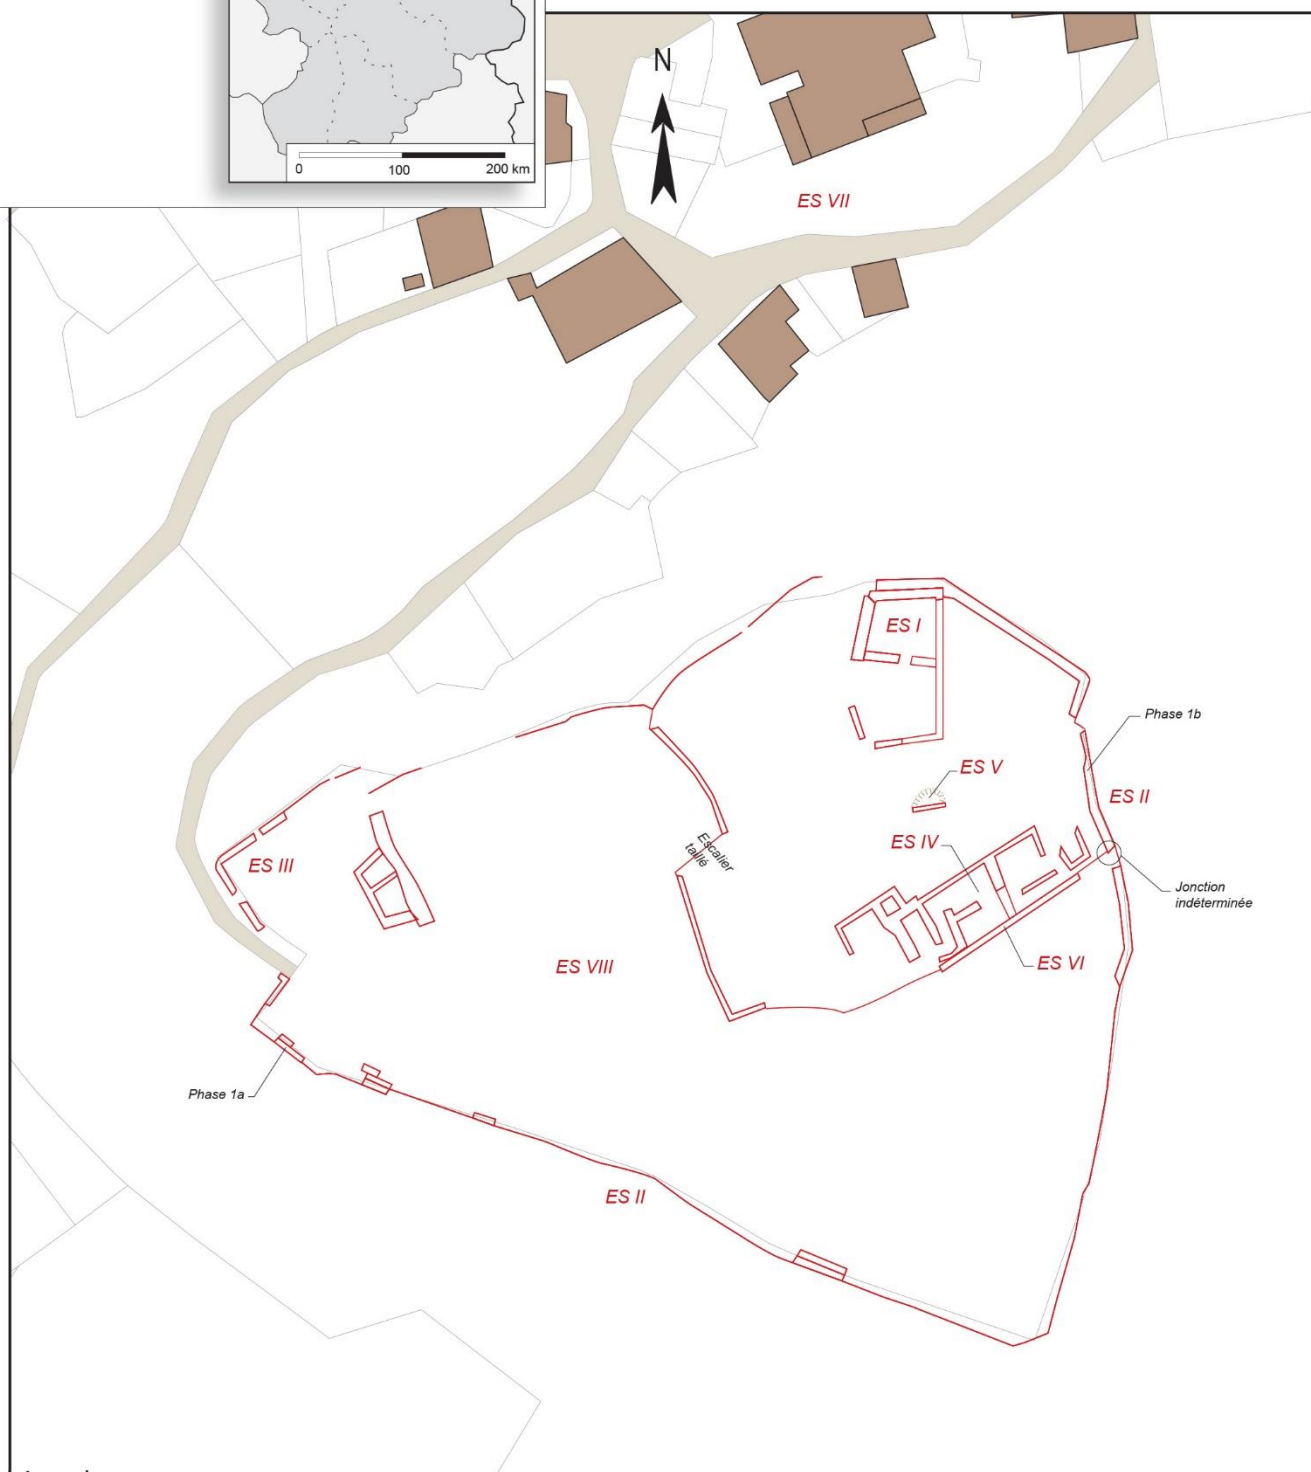 0 100 200 km
N
ES VII
ES I
Phase 1b
ES V
ES II
ES IV
Escalier
taillé
ES III
Jonction
indéterminée
ES VIII
ES VI
Phase 1a
ES II